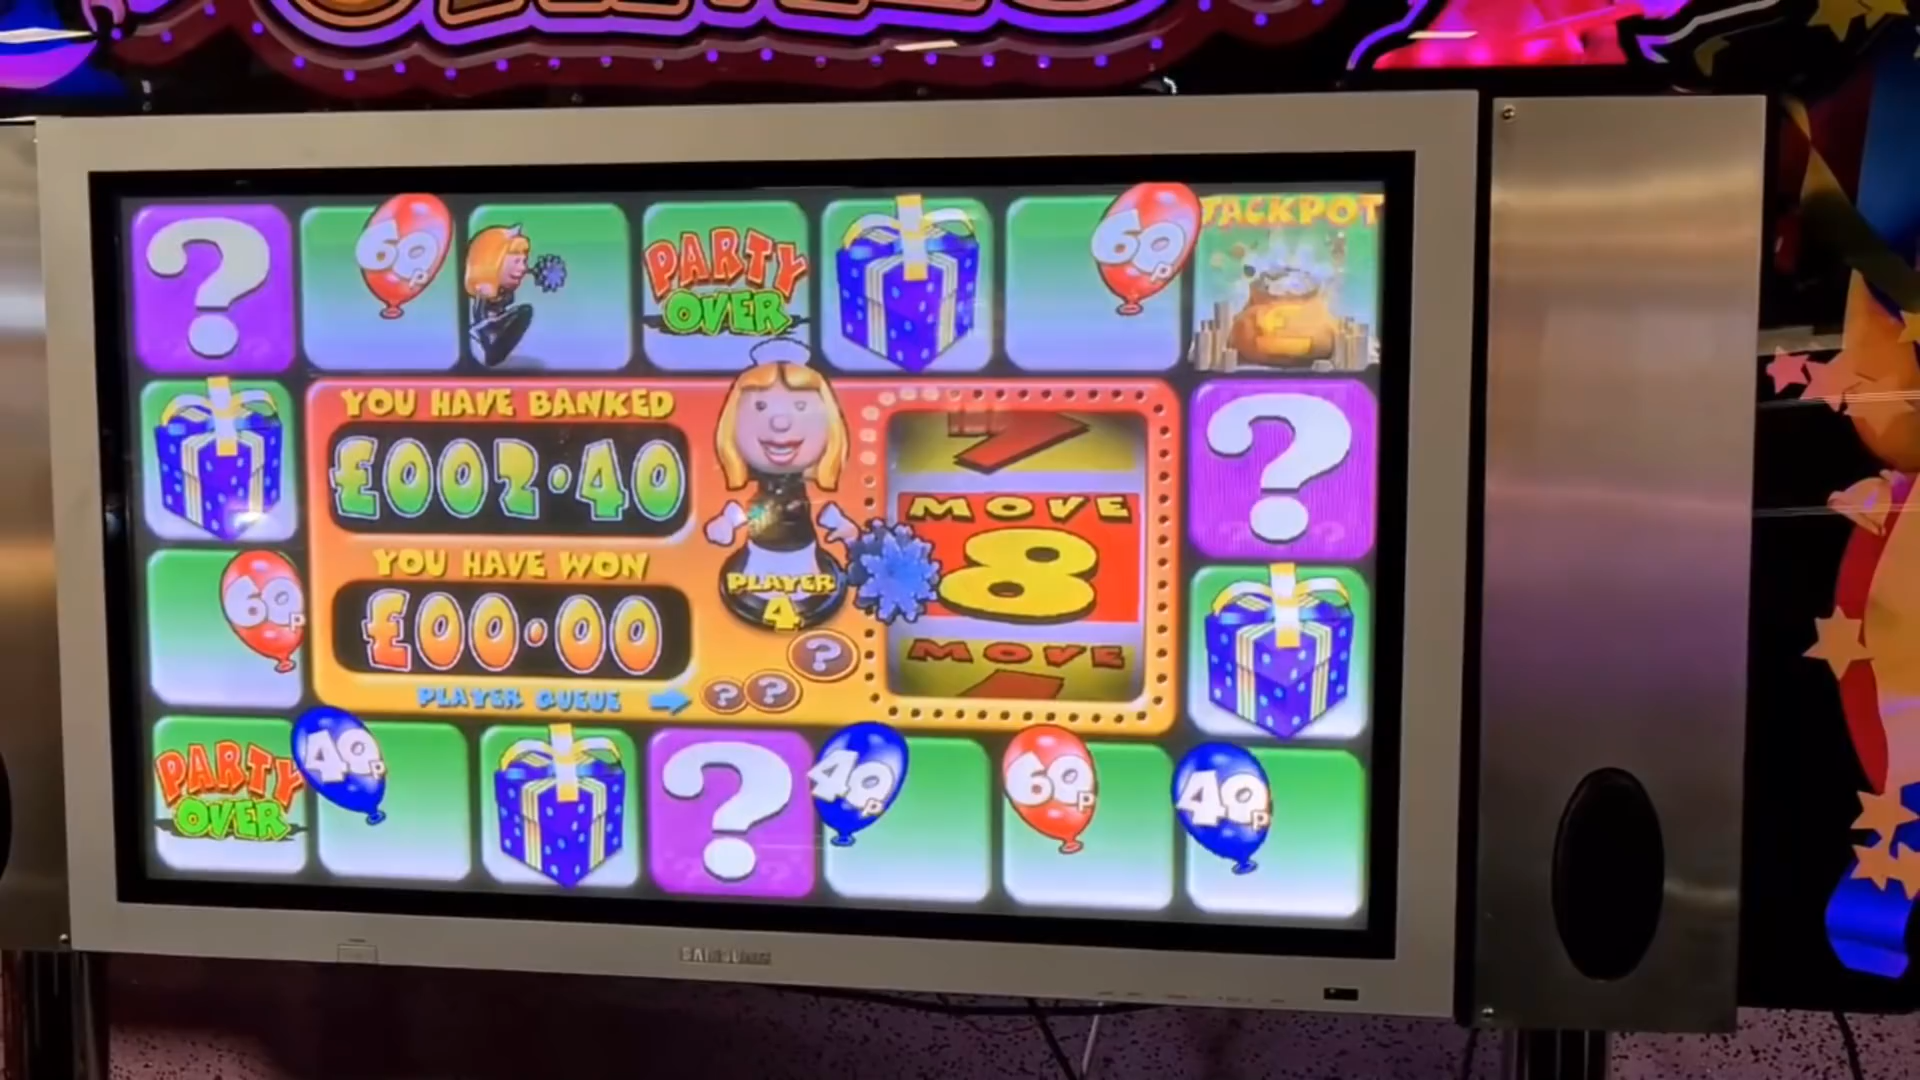 ?
60p
PARTY
OVER
60p
JACKPOT
£
YOU HAVE BANKED
£002.40
MOVE
8
?
YOU HAVE WON
£00.00
PLAYER
4
MOVE
60p
?
PLAYER QUEUE
? ?
PARTY
OVER
40p
?
40p
60p
40p
SAMSUNG